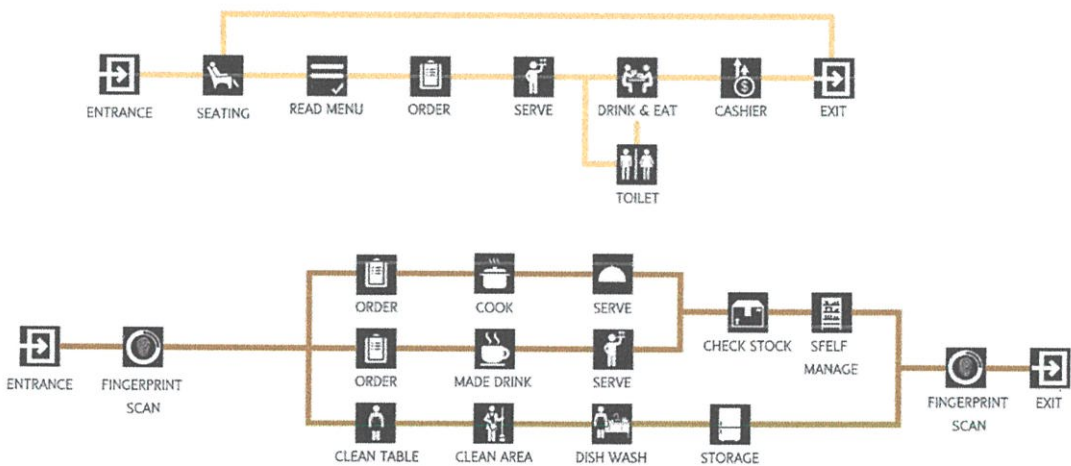 ENTRANCE
SEATING
READ MENU
ORDER
SERVE
DRINK & EAT
CASHIER
EXIT
TOILET
ORDER
COOK
SERVE
CHECK STOCK
SFELF
MANAGE
ENTRANCE
FINGERPRINT
SCAN
ORDER
MADE DRINK
SERVE
FINGERPRINT
SCAN
EXIT
CLEAN TABLE
CLEAN AREA
DISH WASH
STORAGE